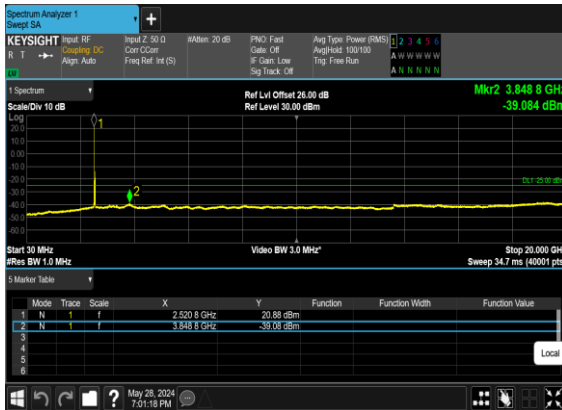 Spectrum Analyzer 1
Swept SA
KEYSIGHT
R T
Input: RF
Coupling: DC
Align: Auto
Input Z: 50 Ω
Corr CCorr
Freq Ref: Int (S)
#Atten: 20 dB
PNO: Fast
Gate: Off
IF Gain: Low
Sig Track: Off
Avg Type: Power (RMS)
Avg|Hold: 100/100
Trig: Free Run
1 2 3 4 5 6
A W W W W W
A N N N N N
1 Spectrum
Scale/Div 10 dB
Ref Lvl Offset 26.00 dB
Ref Level 30.00 dBm
Mkr2 3.848 8 GHz
-39.084 dBm
Log
20.0
10.0
0.00
-10.0
-20.0
-30.0
-40.0
-50.0
-60.0
1
2
DL1 -25.00 dBm
Start 30 MHz
#Res BW 1.0 MHz
Video BW 3.0 MHz*
Stop 20.000 GHz
Sweep 34.7 ms (40001 pts)
5 Marker Table
Mode Trace Scale X Y Function Function Width Function Value
1 N 1 f 2.520 8 GHz 20.88 dBm
2 N 1 f 3.848 8 GHz -39.08 dBm
3
4
5
6
Local
May 28, 2024
7:01:18 PM